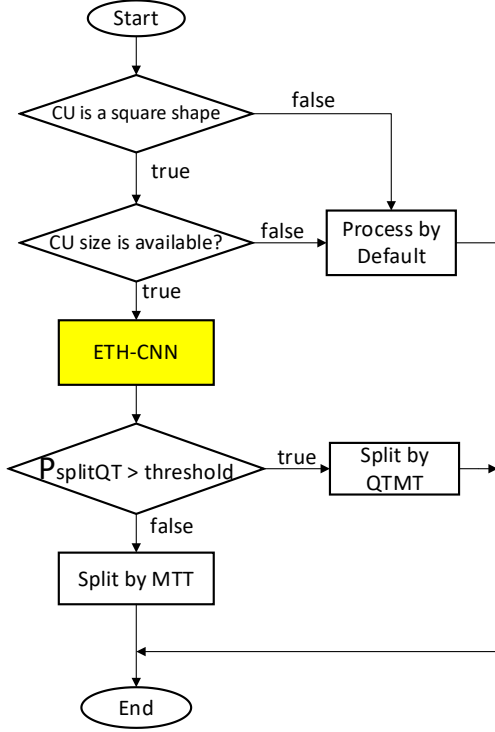 Start
CU is a square shape
false
true
CU size is available?
false
Process by
Default
true
ETH-CNN
PsplitQT > threshold
true
Split by
QTMT
false
Split by MTT
End